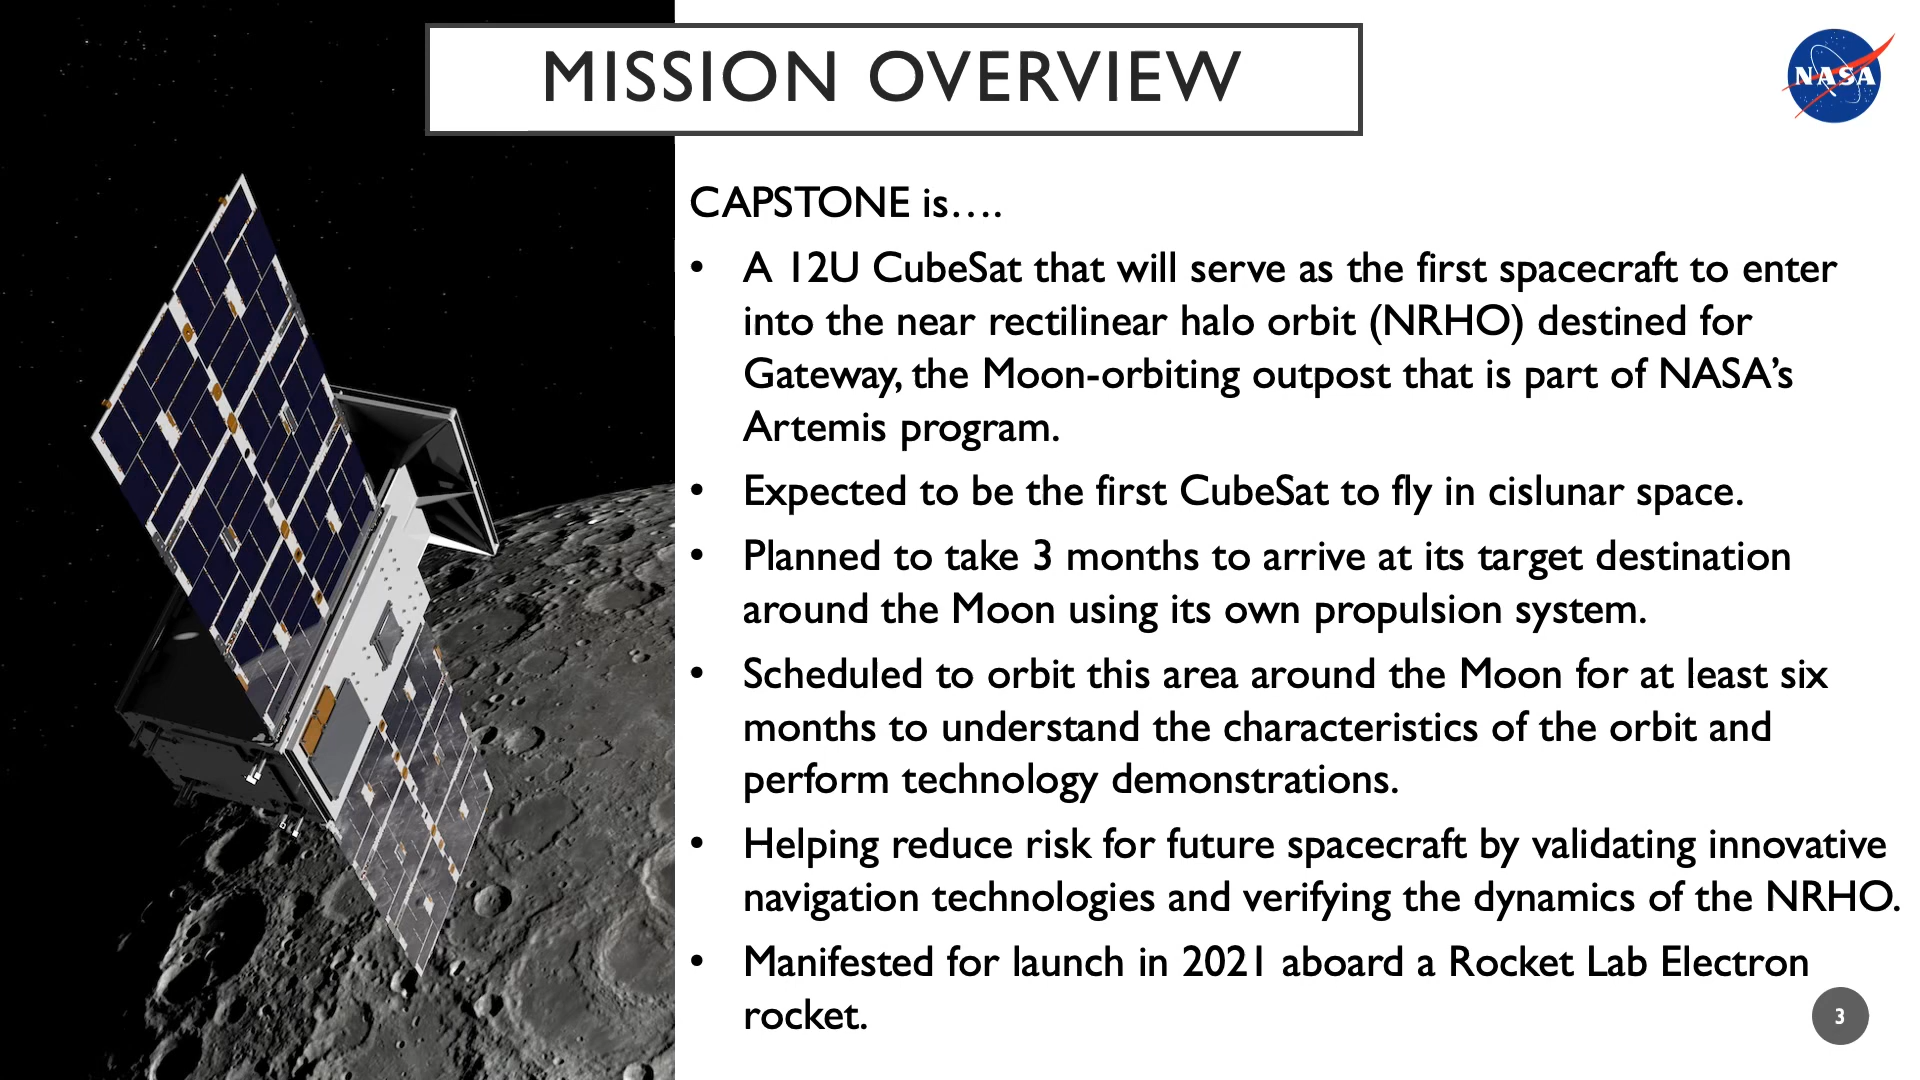 MISSION OVERVIEW
NASA
CAPSTONE is….
• A 12U CubeSat that will serve as the first spacecraft to enter
into the near rectilinear halo orbit (NRHO) destined for
Gateway, the Moon-orbiting outpost that is part of NASA’s
Artemis program.
• Expected to be the first CubeSat to fly in cislunar space.
• Planned to take 3 months to arrive at its target destination
around the Moon using its own propulsion system.
• Scheduled to orbit this area around the Moon for at least six
months to understand the characteristics of the orbit and
perform technology demonstrations.
• Helping reduce risk for future spacecraft by validating innovative
navigation technologies and verifying the dynamics of the NRHO.
• Manifested for launch in 2021 aboard a Rocket Lab Electron
rocket.
3